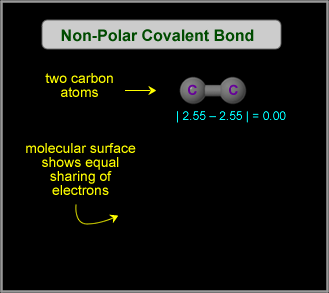 Non-Polar Covalent Bond
two carbon
atoms
C C
| 2.55 – 2.55 | = 0.00
molecular surface
shows equal
sharing of
electrons